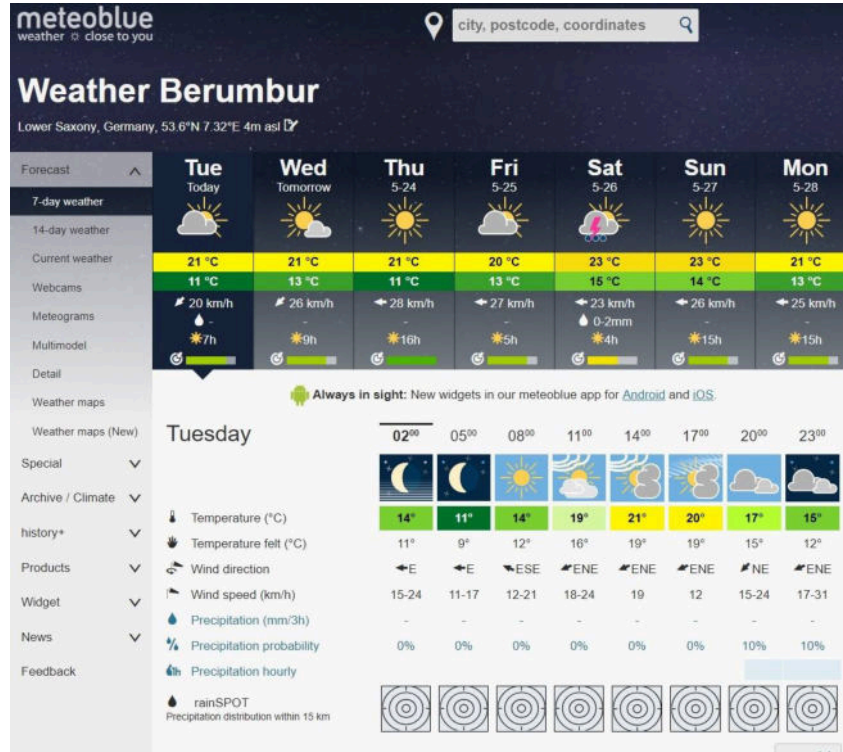 meteoblue
weather ☼ close to you
city, postcode, coordinates
Weather Berumbur
Lower Saxony, Germany, 53.6°N 7.32°E 4m asl
Forecast
7-day weather
14-day weather
Current weather
Webcams
Meteograms
Multimodel
Detail
Weather maps
Weather maps (New)
Special
Archive / Climate
history+
Products
Widget
News
Feedback
Tue Wed Thu Fri Sat Sun Mon
Today Tomorrow 5-24 5-25 5-26 5-27 5-28
21 °C 21 °C 21 °C 20 °C 23 °C 23 °C 21 °C
11 °C 13 °C 11 °C 13 °C 15 °C 14 °C 13 °C
20 km/h 26 km/h 28 km/h 27 km/h 23 km/h 26 km/h 25 km/h
- - - - 0-2mm - -
7h 9h 16h 5h 4h 15h 15h
Always in sight: New widgets in our meteoblue app for Android and iOS.
Tuesday 02⁰⁰ 05⁰⁰ 08⁰⁰ 11⁰⁰ 14⁰⁰ 17⁰⁰ 20⁰⁰ 23⁰⁰
Temperature (°C) 14° 11° 14° 19° 21° 20° 17° 15°
Temperature felt (°C) 11° 9° 12° 16° 19° 19° 15° 12°
Wind direction E E ESE ENE ENE ENE NE ENE
Wind speed (km/h) 15-24 11-17 12-21 18-24 19 12 15-24 17-31
Precipitation (mm/3h) - - - - - - - -
Precipitation probability 0% 0% 0% 0% 0% 0% 10% 10%
1h Precipitation hourly
rainSPOT
Precipitation distribution within 15 km